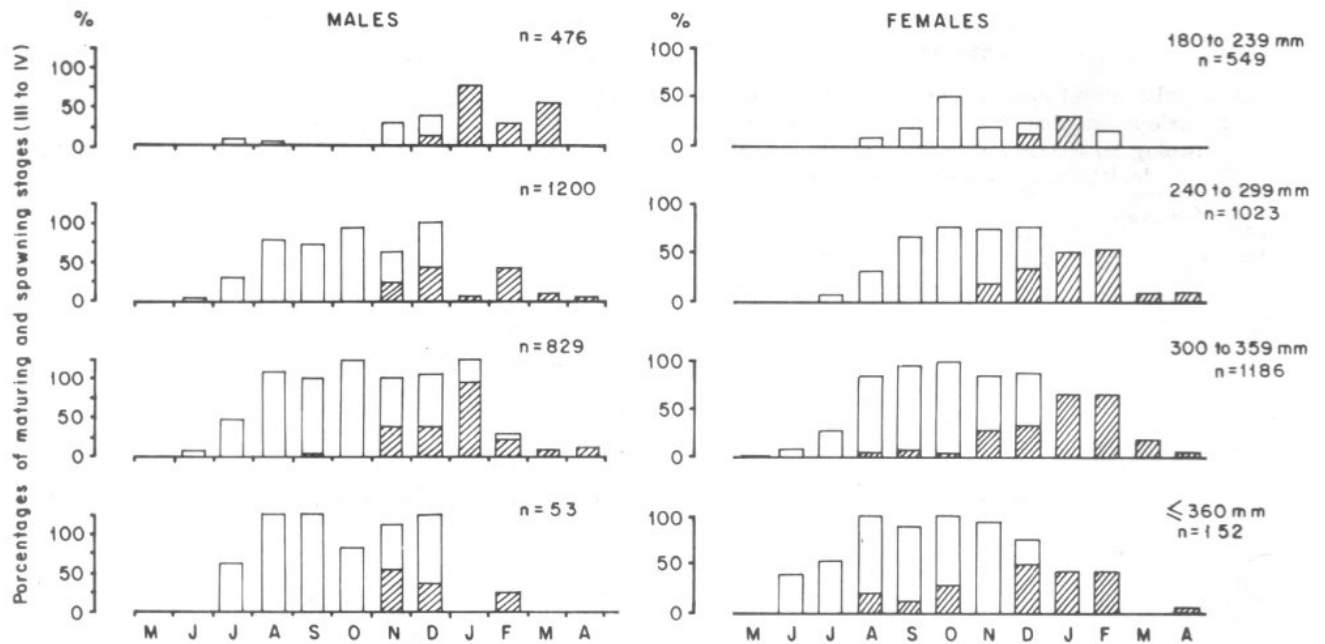 % MALES n = 476
100
50
0
n = 1200
100
50
0
n = 829
100
50
0
n = 53
100
50
0
M J J A S O N D J F M A
Porcentages of maturing and spawning stages (III to IV)
% FEMALES 180 to 239 mm
n = 549
100
50
0
240 to 299 mm
n = 1023
100
50
0
300 to 359 mm
n = 1186
100
50
0
⩽ 360 mm
n = 152
100
50
0
M J J A S O N D J F M A